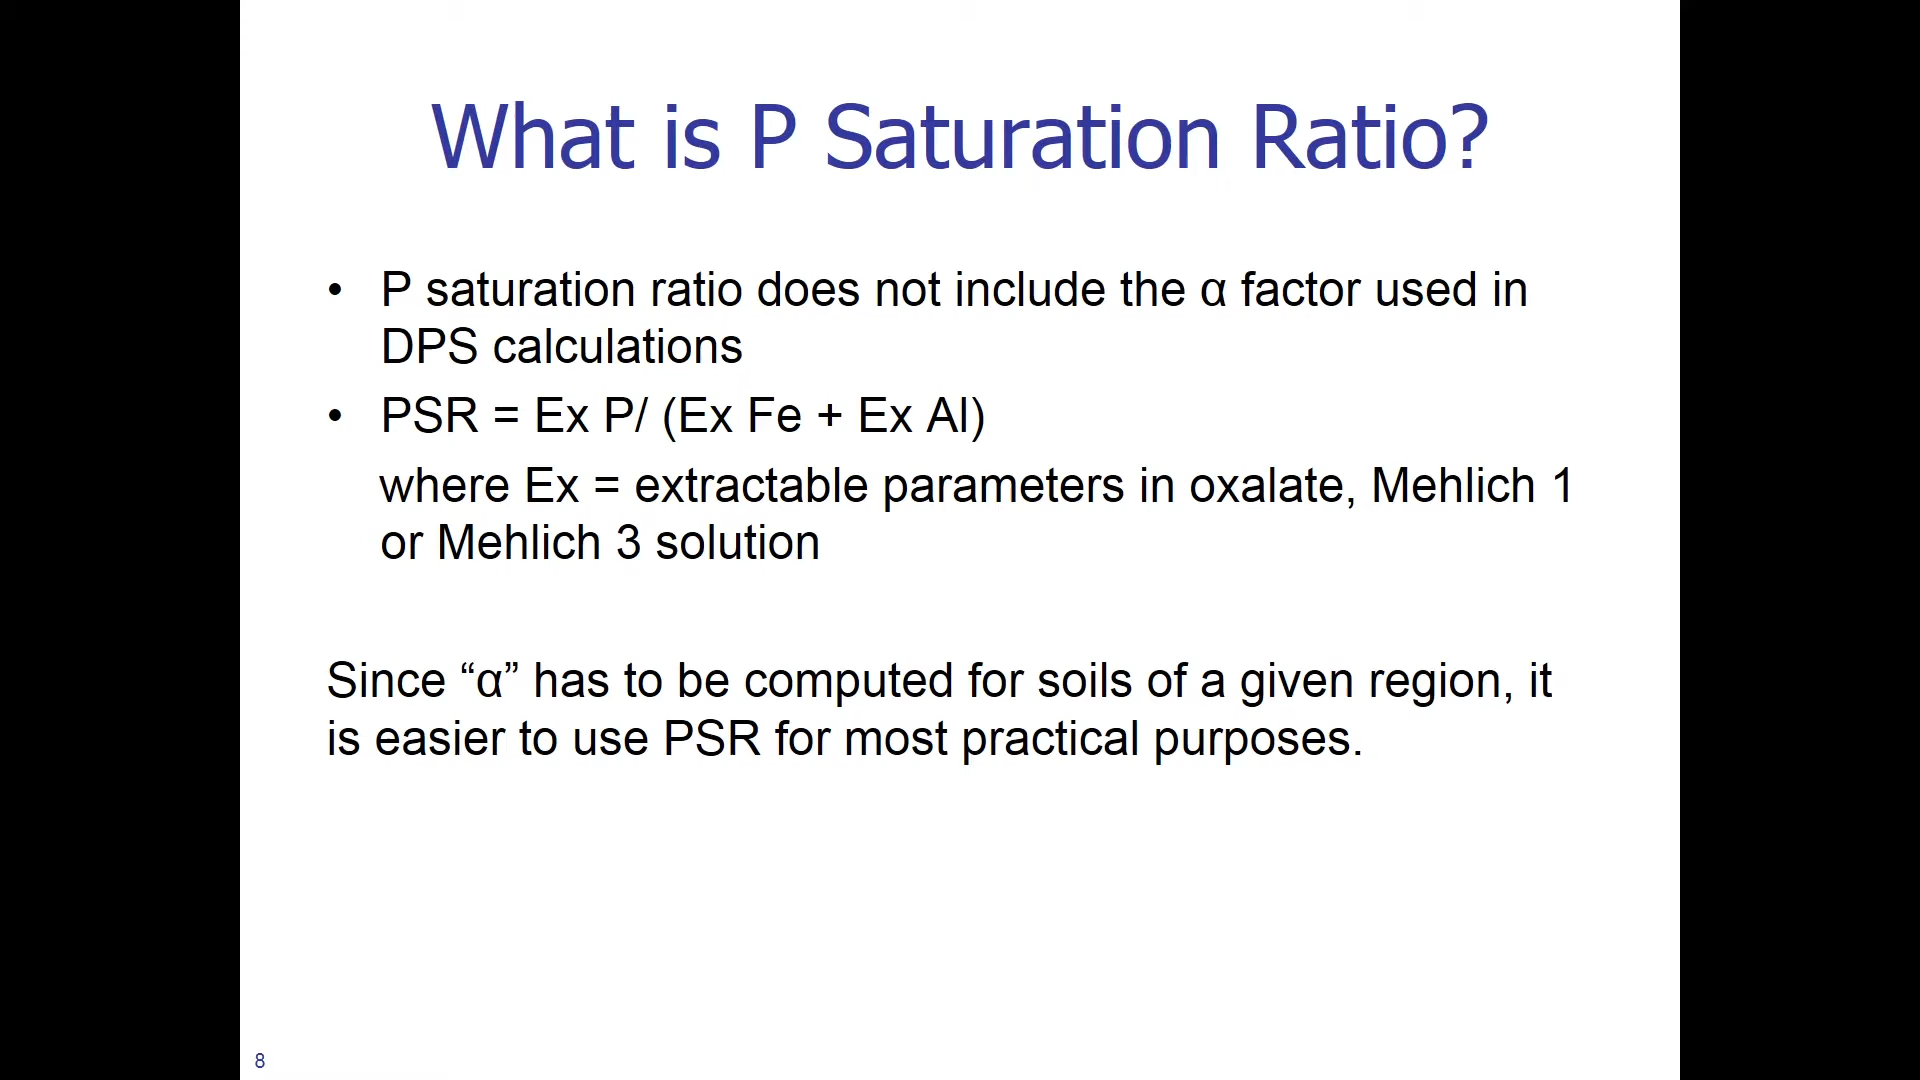 What is P Saturation Ratio?
• P saturation ratio does not include the α factor used in
DPS calculations
• PSR = Ex P/ (Ex Fe + Ex Al)
where Ex = extractable parameters in oxalate, Mehlich 1
or Mehlich 3 solution
Since “α” has to be computed for soils of a given region, it
is easier to use PSR for most practical purposes.
8